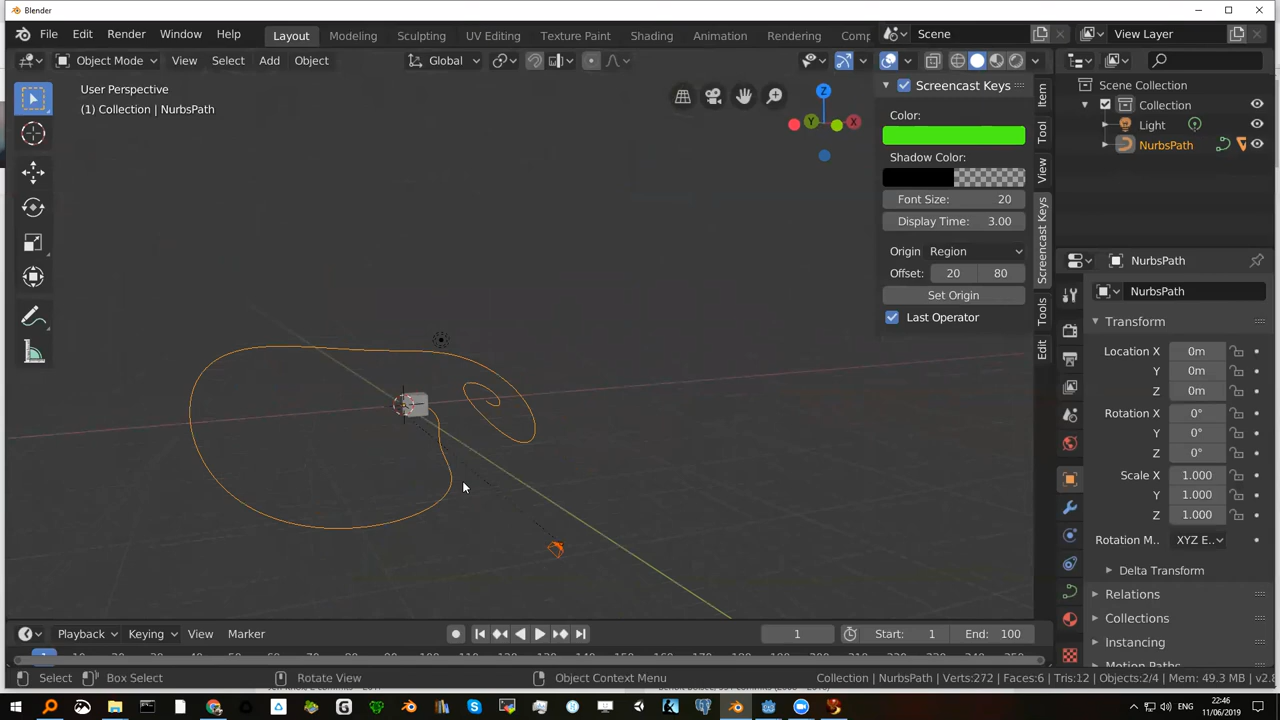 Blender
File Edit Render Window Help Layout Modeling Sculpting UV Editing Texture Paint Shading Animation Rendering Comp Scene View Layer
Object Mode View Select Add Object Global
User Perspective
(1) Collection | NurbsPath
Z
Y
X
Screencast Keys
Color:
Shadow Color:
Font Size: 20
Display Time: 3.00
Origin Region
Offset: 20 80
Set Origin
Last Operator
Item
Tool
View
Screencast Keys
Tools
Edit
Scene Collection
Collection
Light
NurbsPath
NurbsPath
NurbsPath
Transform
Location X 0m
Y 0m
Z 0m
Rotation X 0°
Y 0°
Z 0°
Scale X 1.000
Y 1.000
Z 1.000
Rotation M.. XYZ E..
Delta Transform
Relations
Collections
Instancing
Playback Keying View Marker 1 Start: 1 End: 100
Select Box Select Rotate View Object Context Menu Collection | NurbsPath | Verts:272 | Faces:6 | Tris:12 | Objects:2/4 | Mem: 49.3 MB | v2.8
ENG 22:46
11/06/2019